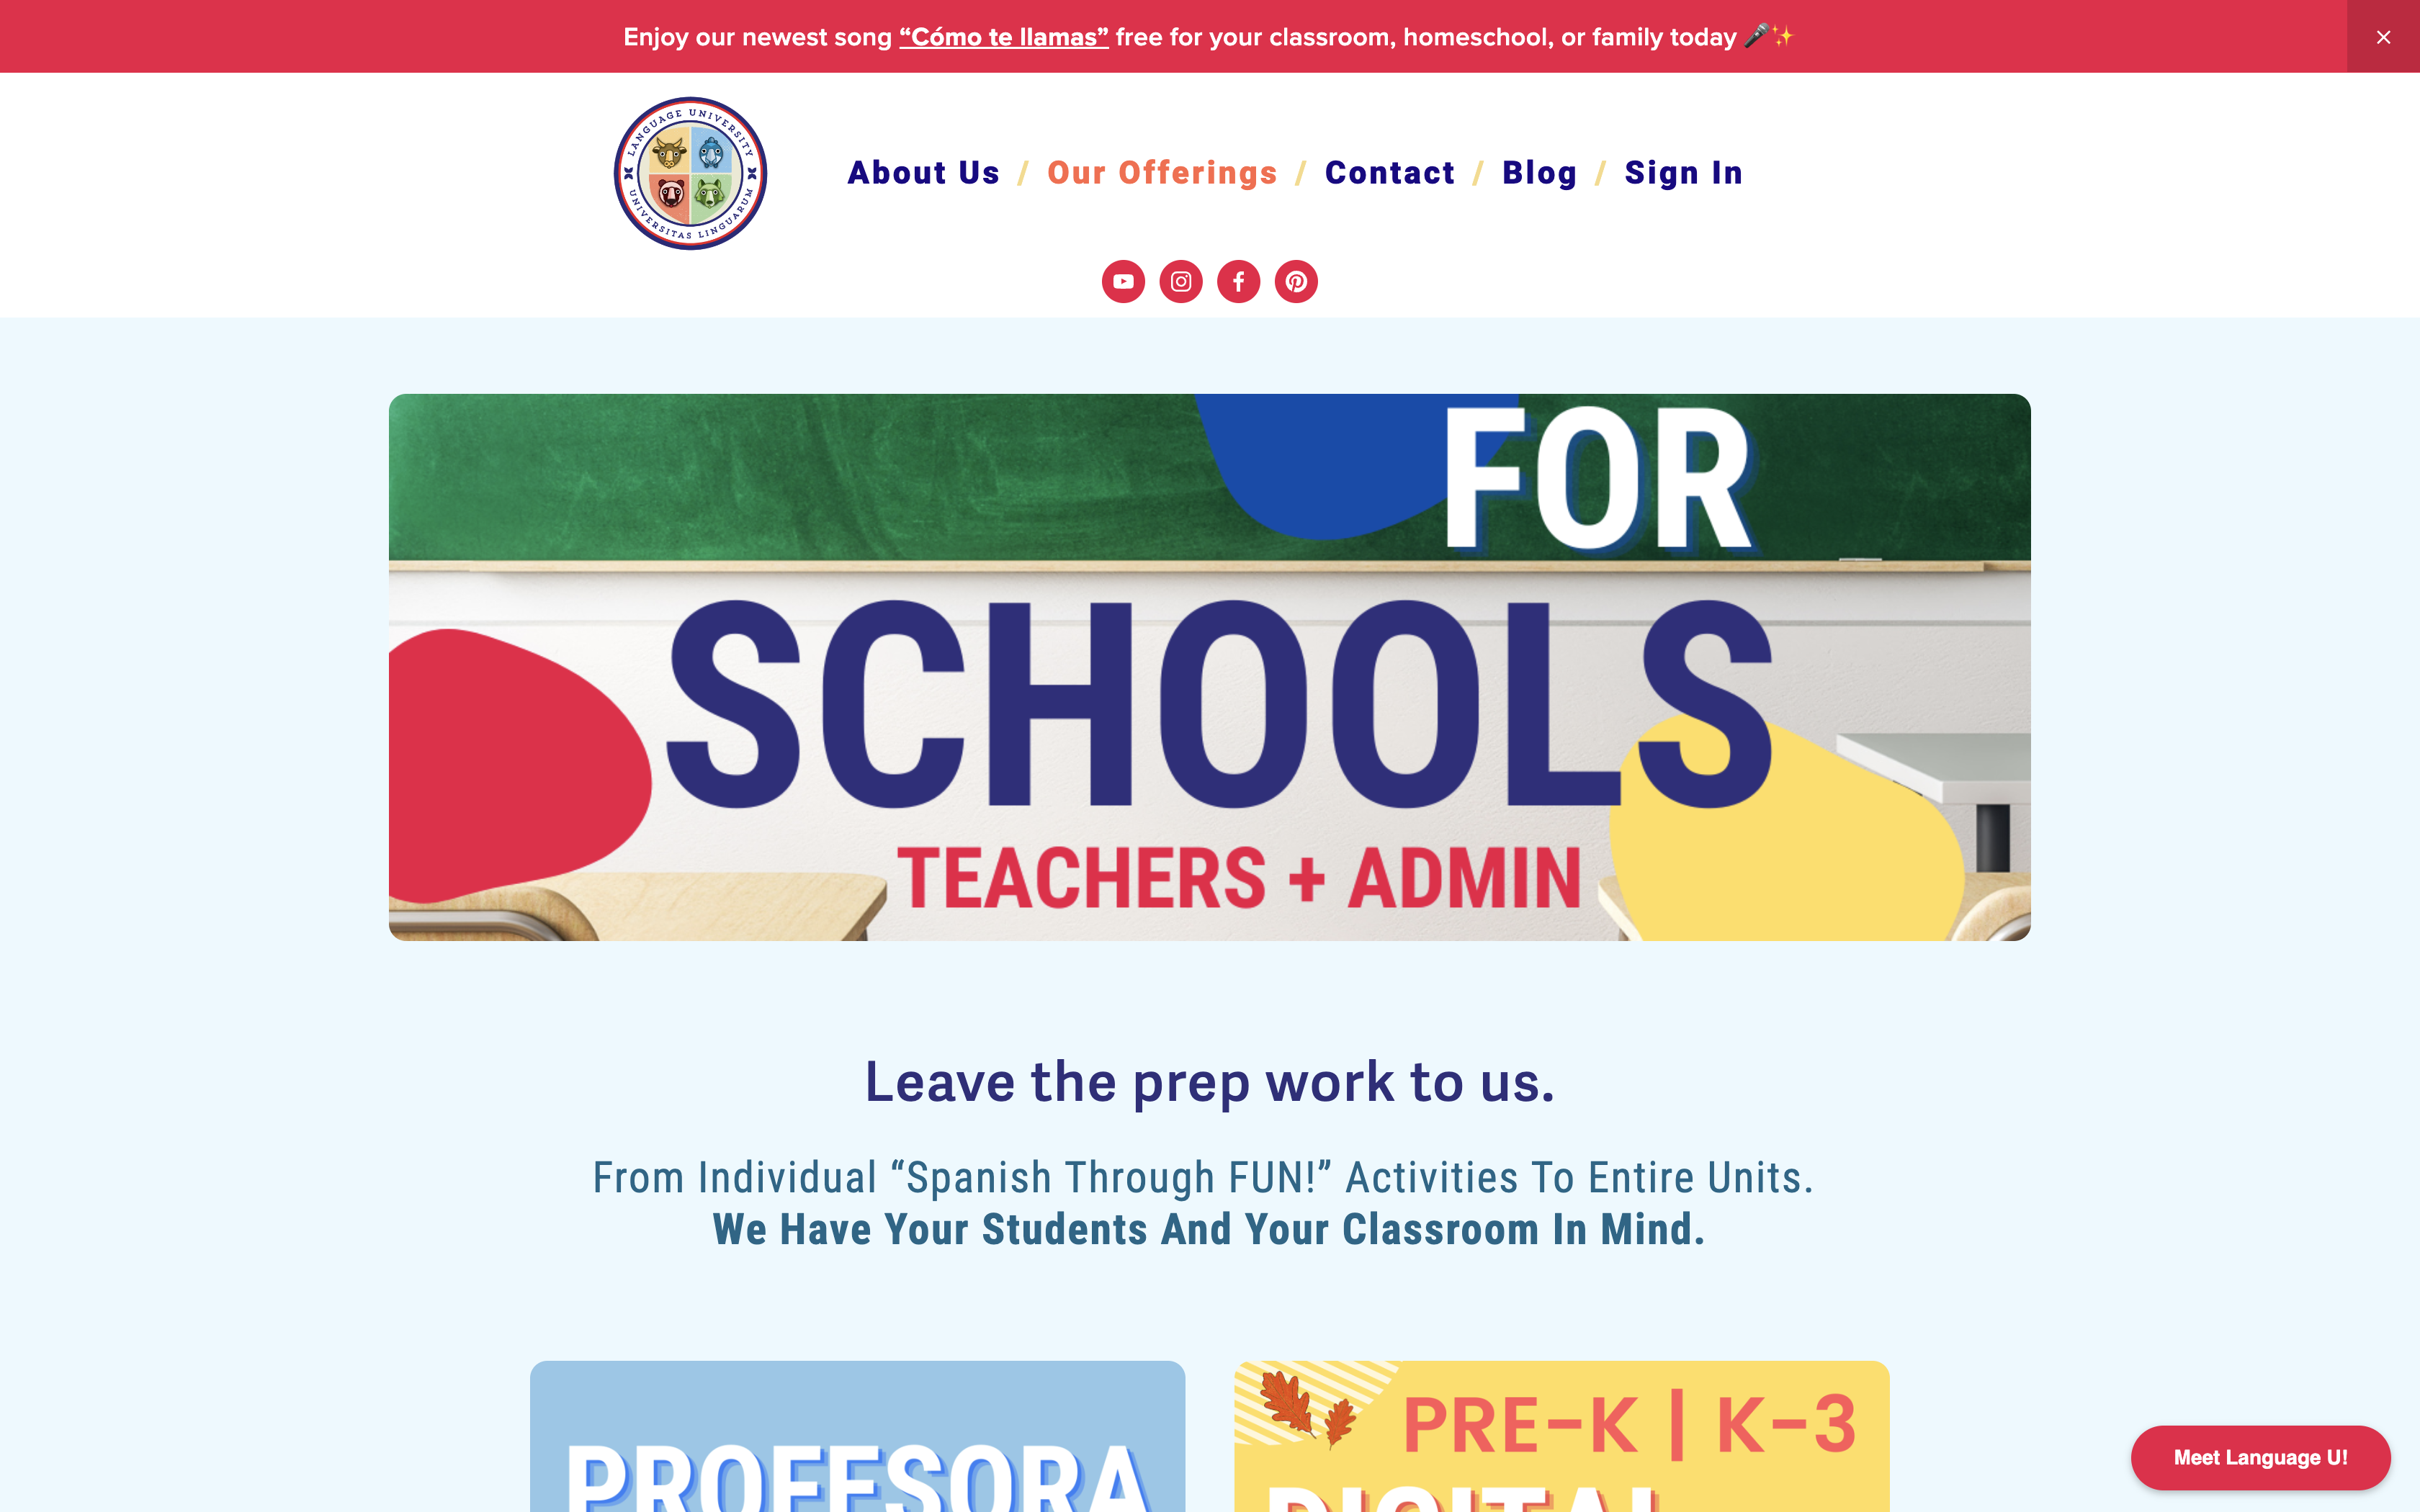 Enjoy our newest song “Cómo te llamas” free for your classroom, homeschool, or family today 🎤✨
LANGUAGE UNIVERSITY
UNIVERSITAS LINGUARUM
About Us / Our Offerings / Contact / Blog / Sign In
FOR
SCHOOLS
TEACHERS + ADMIN
Leave the prep work to us.
From Individual “Spanish Through FUN!” Activities To Entire Units.
We Have Your Students And Your Classroom In Mind.
PROFESORA
PRE-K | K-3
DIGITAL
Meet Language U!